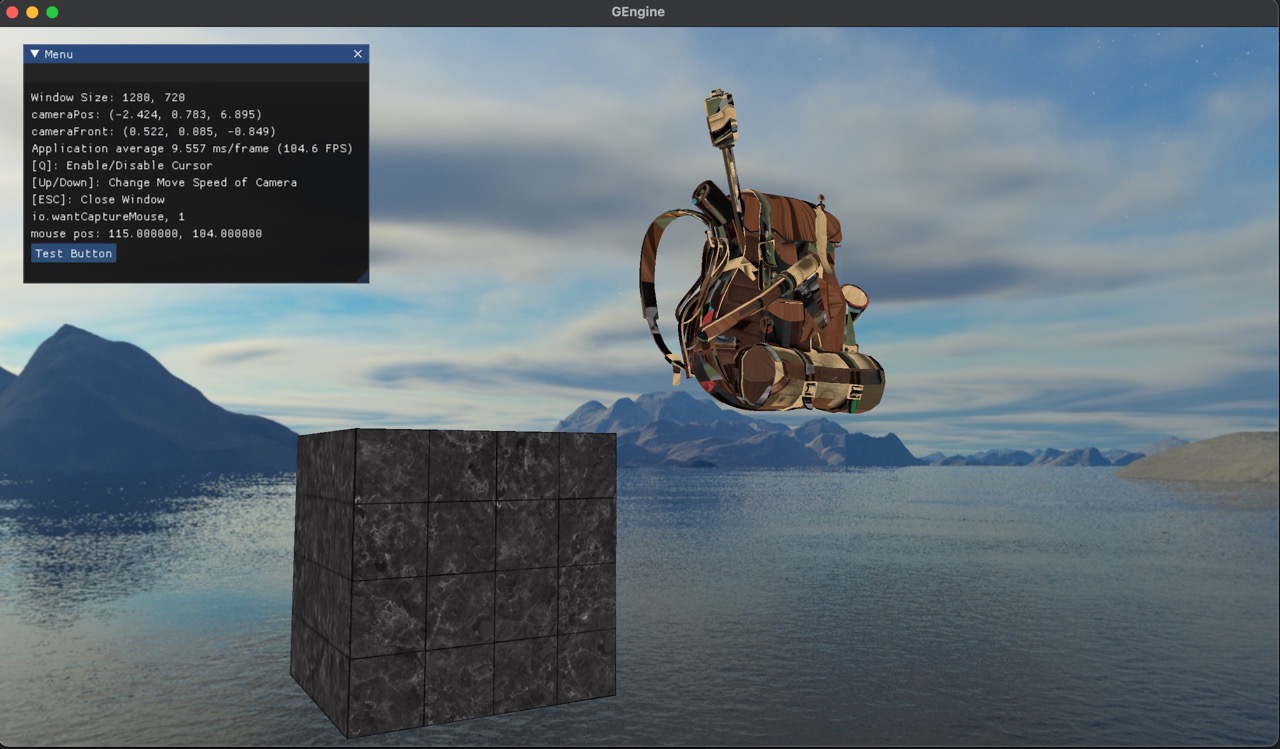 GEngine
Menu
Window Size: 1280, 720
cameraPos: (-2.424, 0.783, 6.895)
cameraFront: (0.522, 0.085, -0.849)
Application average 9.557 ms/frame (104.6 FPS)
[Q]: Enable/Disable Cursor
[Up/Down]: Change Move Speed of Camera
[ESC]: Close Window
io.wantCaptureMouse, 1
mouse pos: 115.000000, 104.000000
Test Button